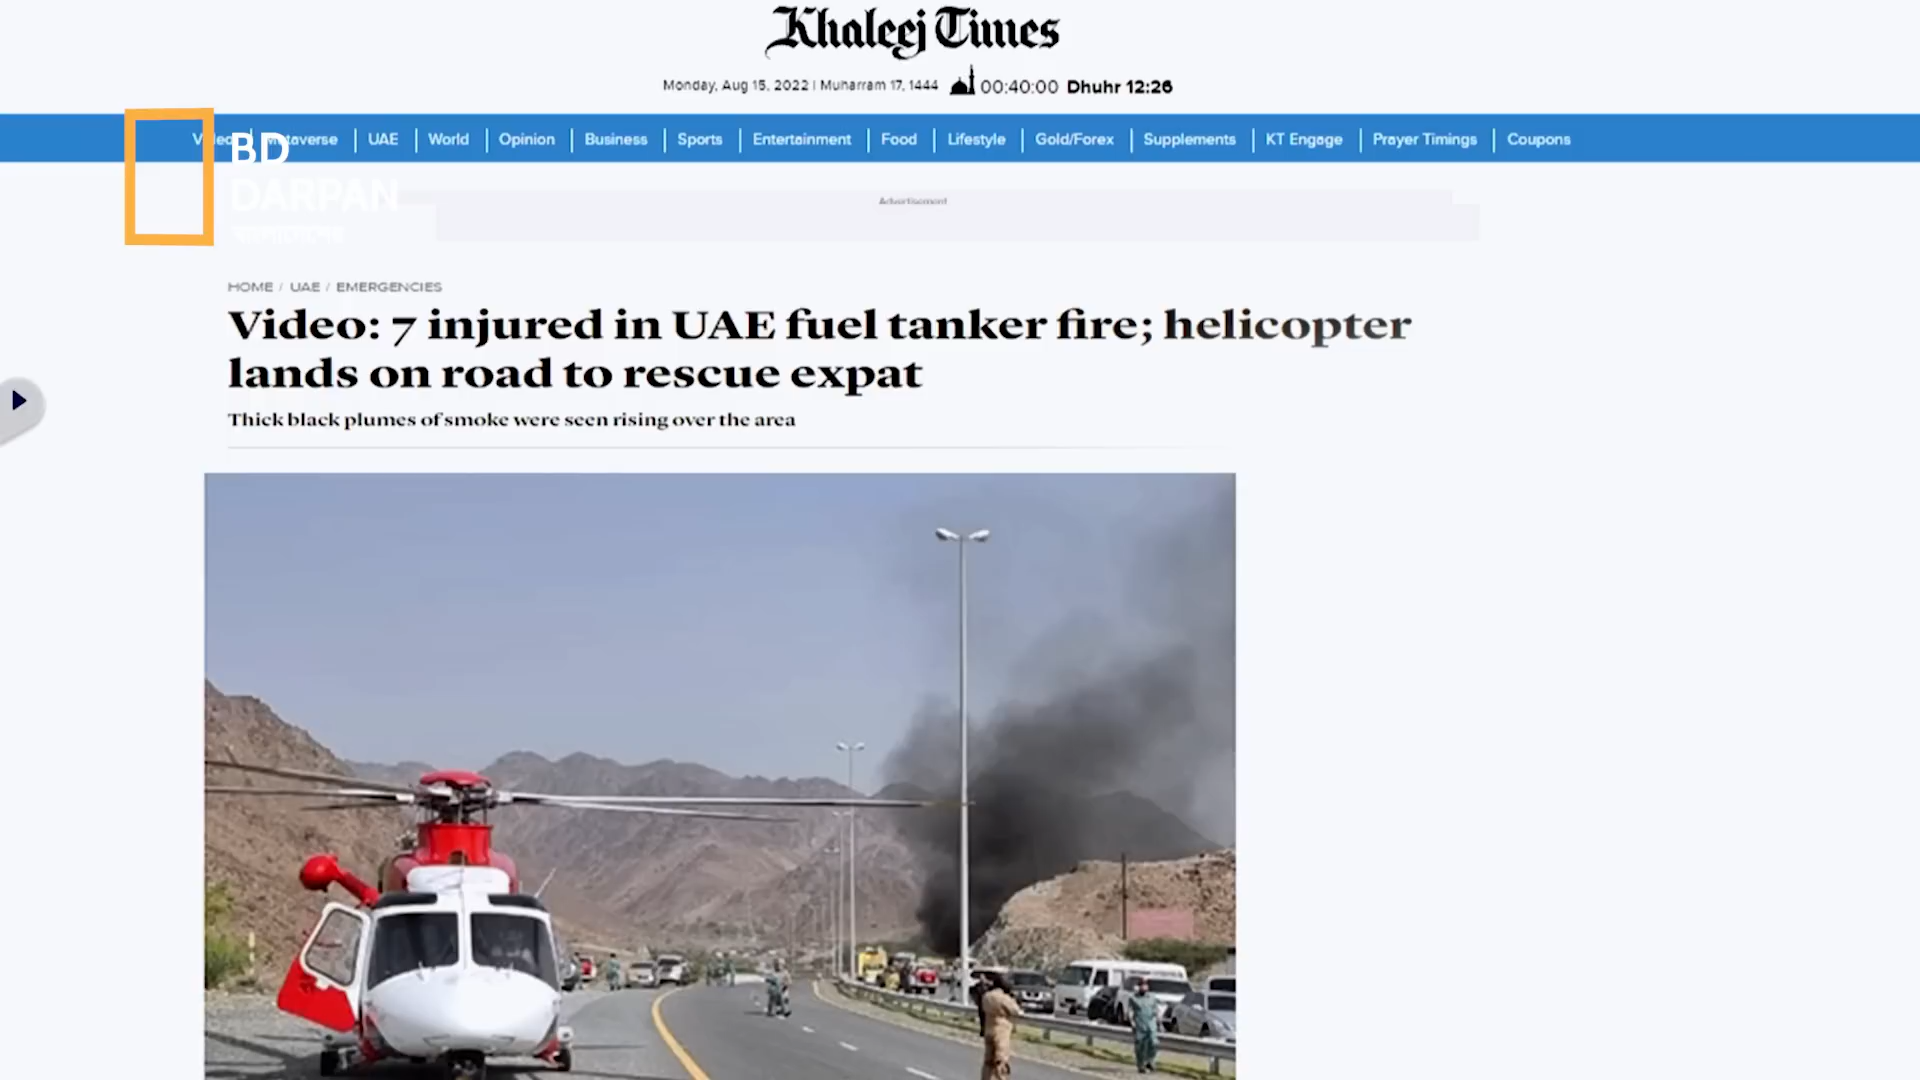 Khaleej Times
Monday, Aug 15, 2022 | Muharram 17, 1444 00:40:00 Dhuhr 12:26
UAE World Opinion Business Sports Entertainment Food Lifestyle Gold/Forex Supplements KT Engage Prayer Timings Coupons
BD
DARPAN
Advertisement
HOME / UAE / EMERGENCIES
Video: 7 injured in UAE fuel tanker fire; helicopter
lands on road to rescue expat
Thick black plumes of smoke were seen rising over the area